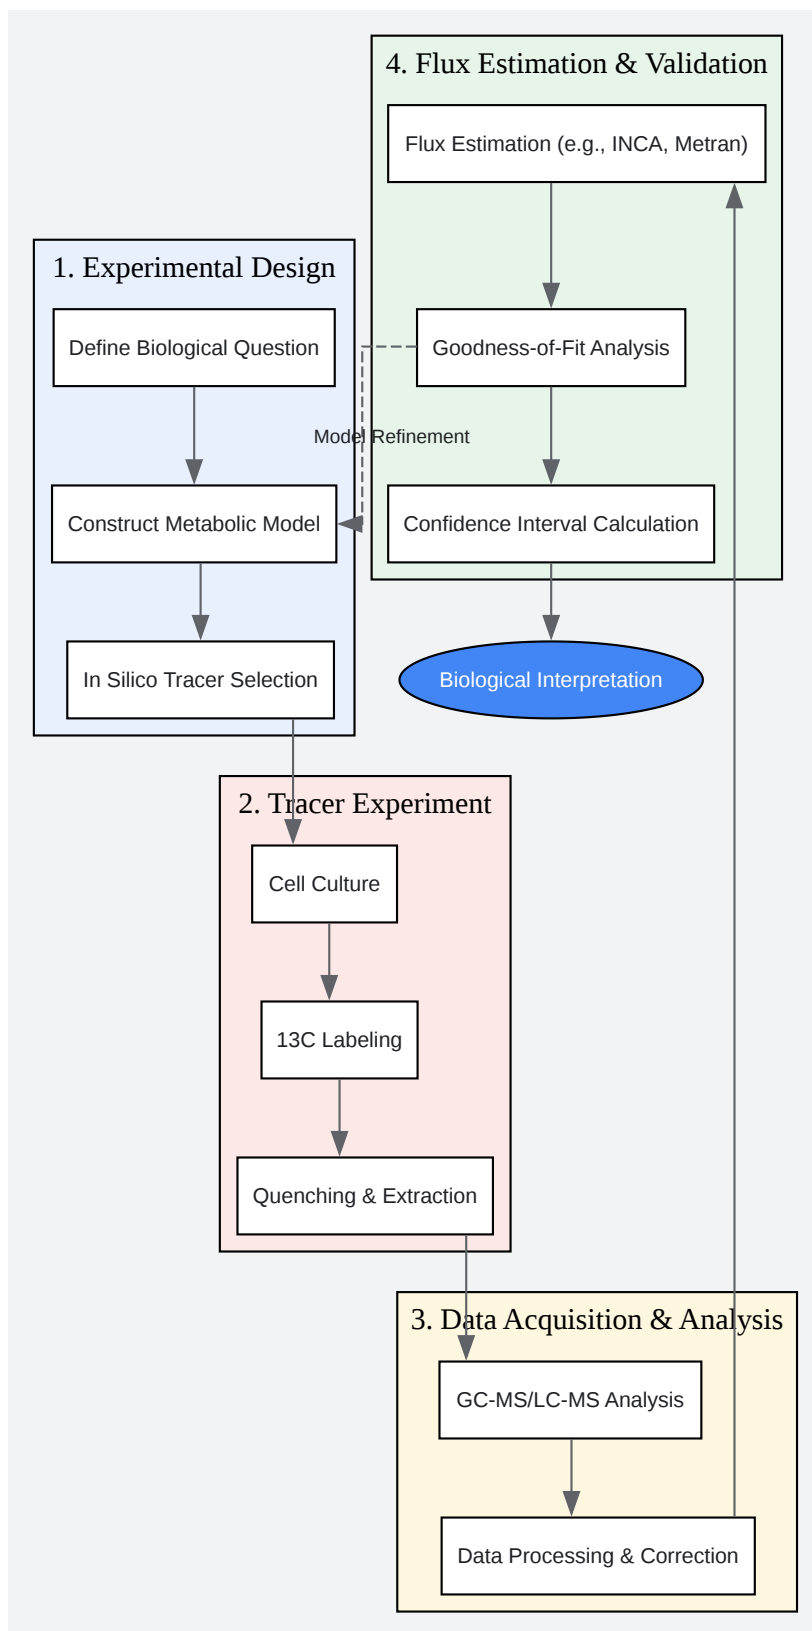 4. Flux Estimation & Validation
Flux Estimation (e.g., INCA, Metran)
1. Experimental Design
Define Biological Question
Goodness-of-Fit Analysis
Model Refinement
Construct Metabolic Model
Confidence Interval Calculation
In Silico Tracer Selection
Biological Interpretation
2. Tracer Experiment
Cell Culture
13C Labeling
Quenching & Extraction
3. Data Acquisition & Analysis
GC-MS/LC-MS Analysis
Data Processing & Correction